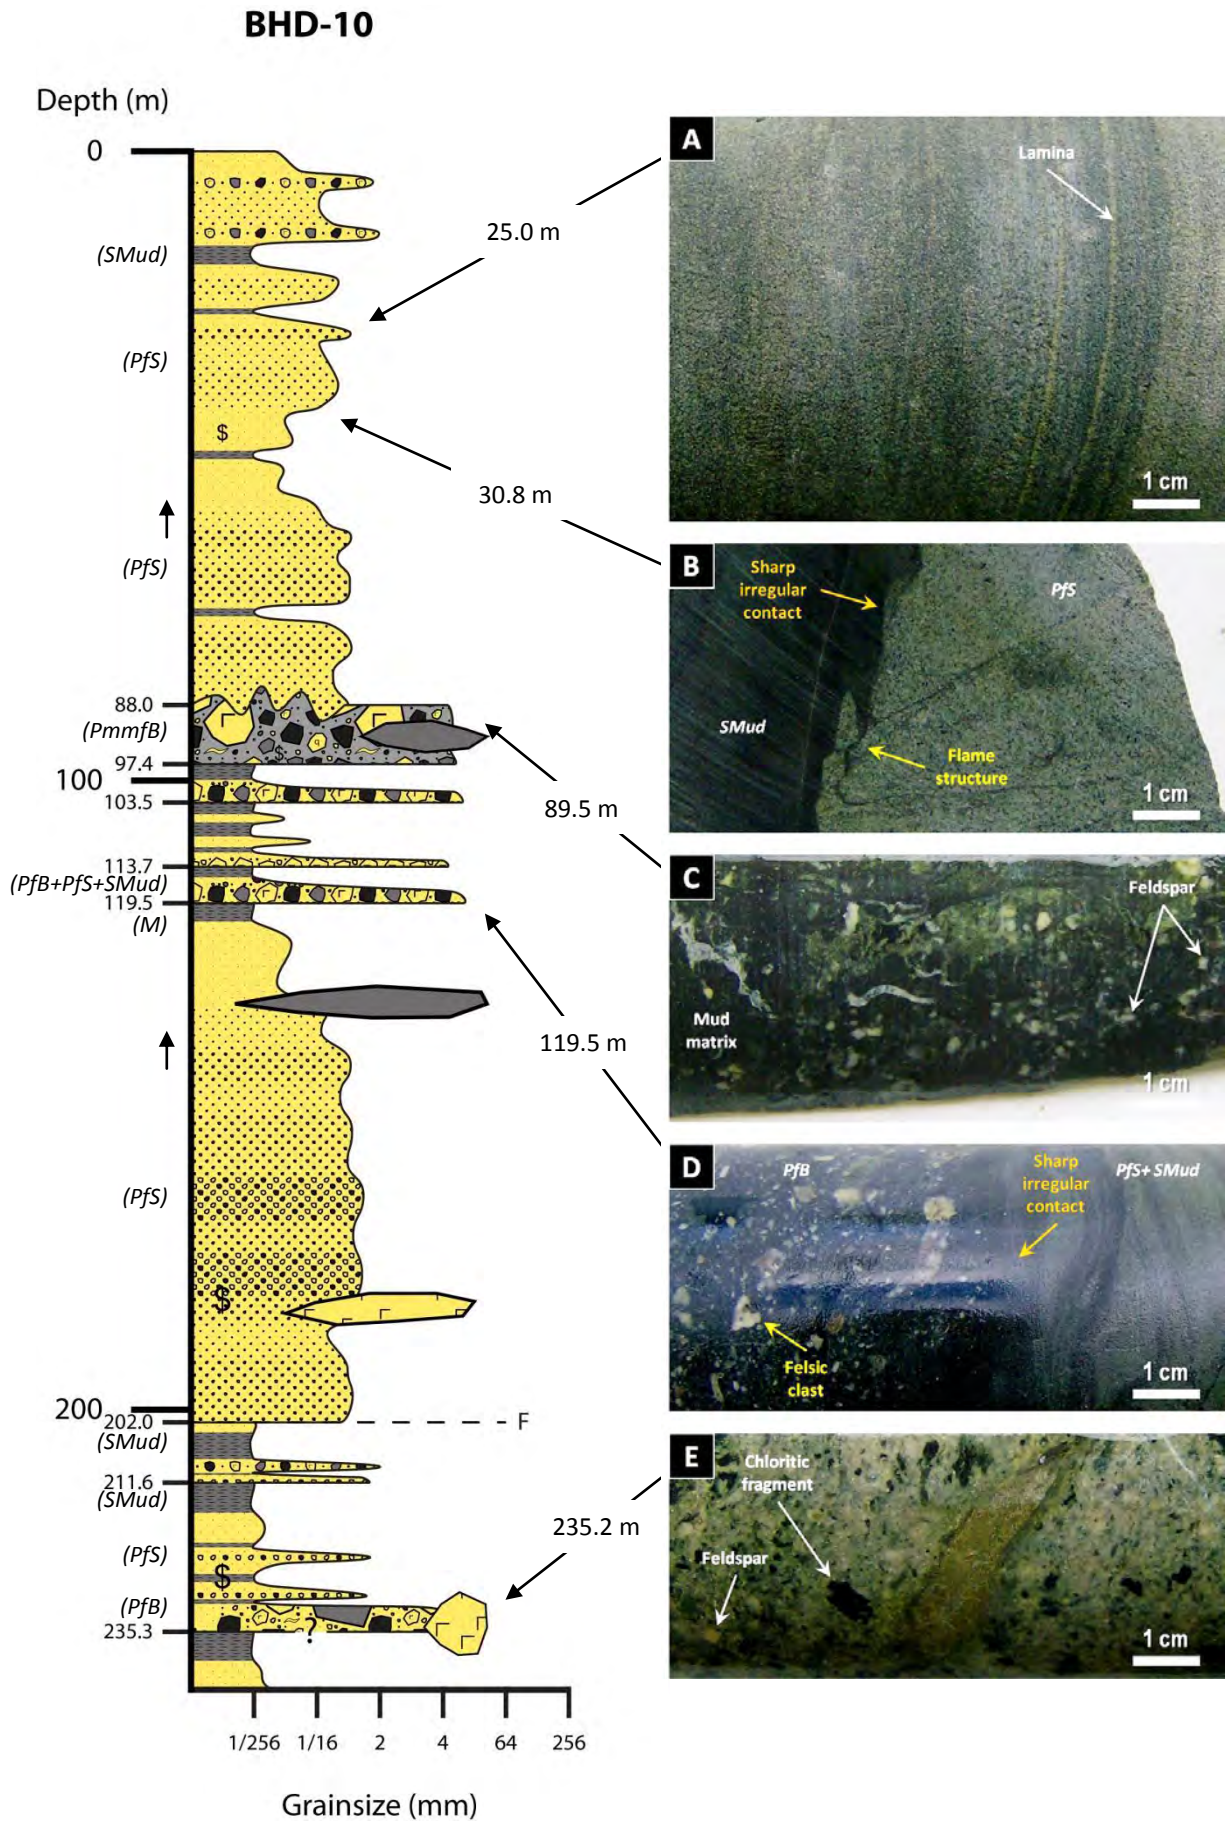 BHD-10
Depth (m)
0
(SMud)
(PfS)
$
(PfS)
88.0
(PmmfB)
$
97.4
100
103.5
113.7
(PfB+PfS+SMud)
119.5
(M)
(PfS)
$
200
202.0
F
(SMud)
211.6
(SMud)
(PfS)
$
(PfB)
235.3
?
1/256 1/16 2 4 64 256
Grainsize (mm)
25.0 m
30.8 m
89.5 m
119.5 m
235.2 m
A
Lamina
1 cm
B
Sharp
irregular
contact
PfS
SMud
Flame
structure
1 cm
C
Feldspar
Mud
matrix
1 cm
D
PfB
Sharp
irregular
contact
PfS+ SMud
Felsic
clast
1 cm
E
Chloritic
fragment
Feldspar
1 cm